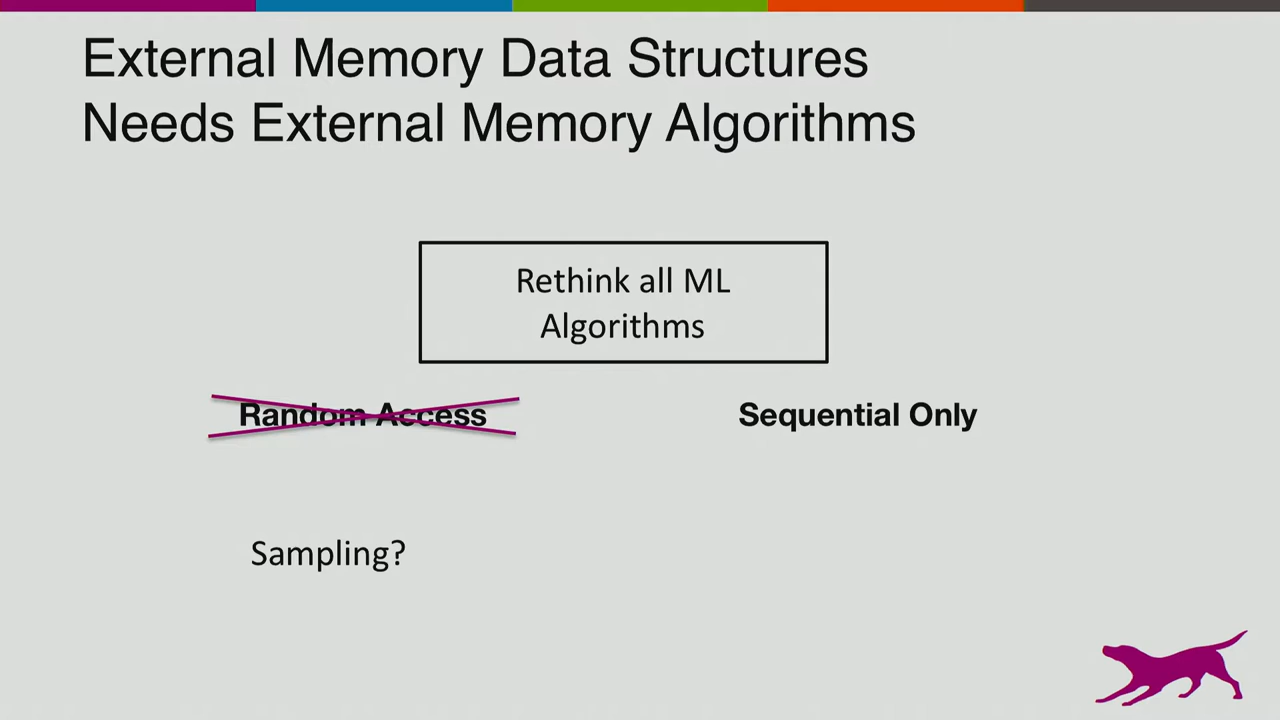 External Memory Data Structures
Needs External Memory Algorithms
Rethink all ML
Algorithms
Random Access
Sequential Only
Sampling?